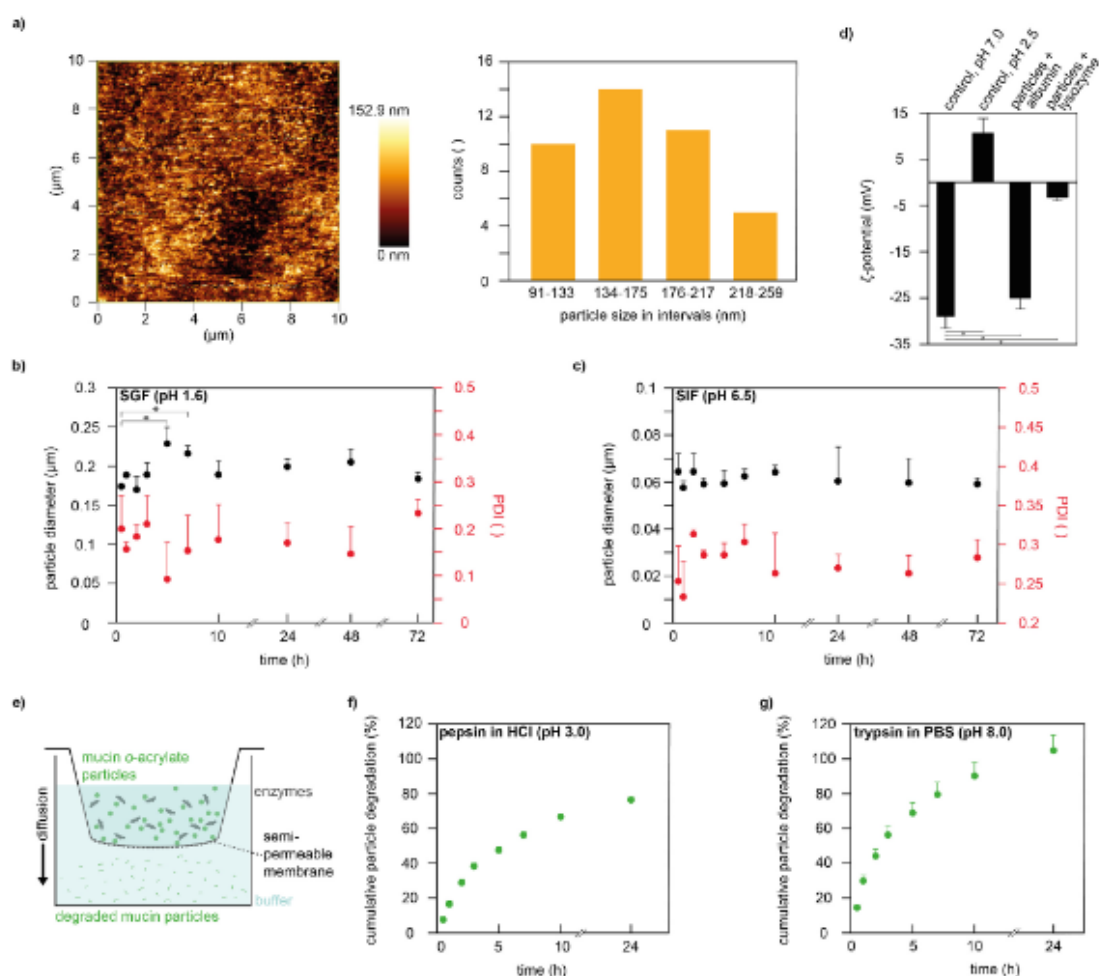 a)
10
8
6
4
2
0
(µm)
0 2 4 6 8 10
(µm)
152.9 nm
0 nm
16
12
8
4
0
counts ( )
91-133 134-175 176-217 218-259
particle size in intervals (nm)
d)
control, pH 7.0
control, pH 2.5
particles +
albumin
particles +
lysozyme
15
5
-5
-15
-25
-35
ζ-potential (mV)
b)
SGF (pH 1.6)
0.3
0.25
0.2
0.15
0.1
0.05
0
particle diameter (µm)
0.5
0.4
0.3
0.2
0.1
0
PDI ( )
0 10 24 48 72
time (h)
c)
SIF (pH 6.5)
0.1
0.08
0.06
0.04
0.02
0
particle diameter (µm)
0.5
0.45
0.4
0.35
0.3
0.25
0.2
PDI ( )
0 10 24 48 72
time (h)
e)
mucin o-acrylate
particles
enzymes
diffusion
semi-
permeable
membrane
buffer
degraded mucin particles
f)
pepsin in HCl (pH 3.0)
120
100
80
60
40
20
0
cumulative particle degradation (%)
0 5 10 24
time (h)
g)
trypsin in PBS (pH 8.0)
120
100
80
60
40
20
0
cumulative particle degradation (%)
0 5 10 24
time (h)